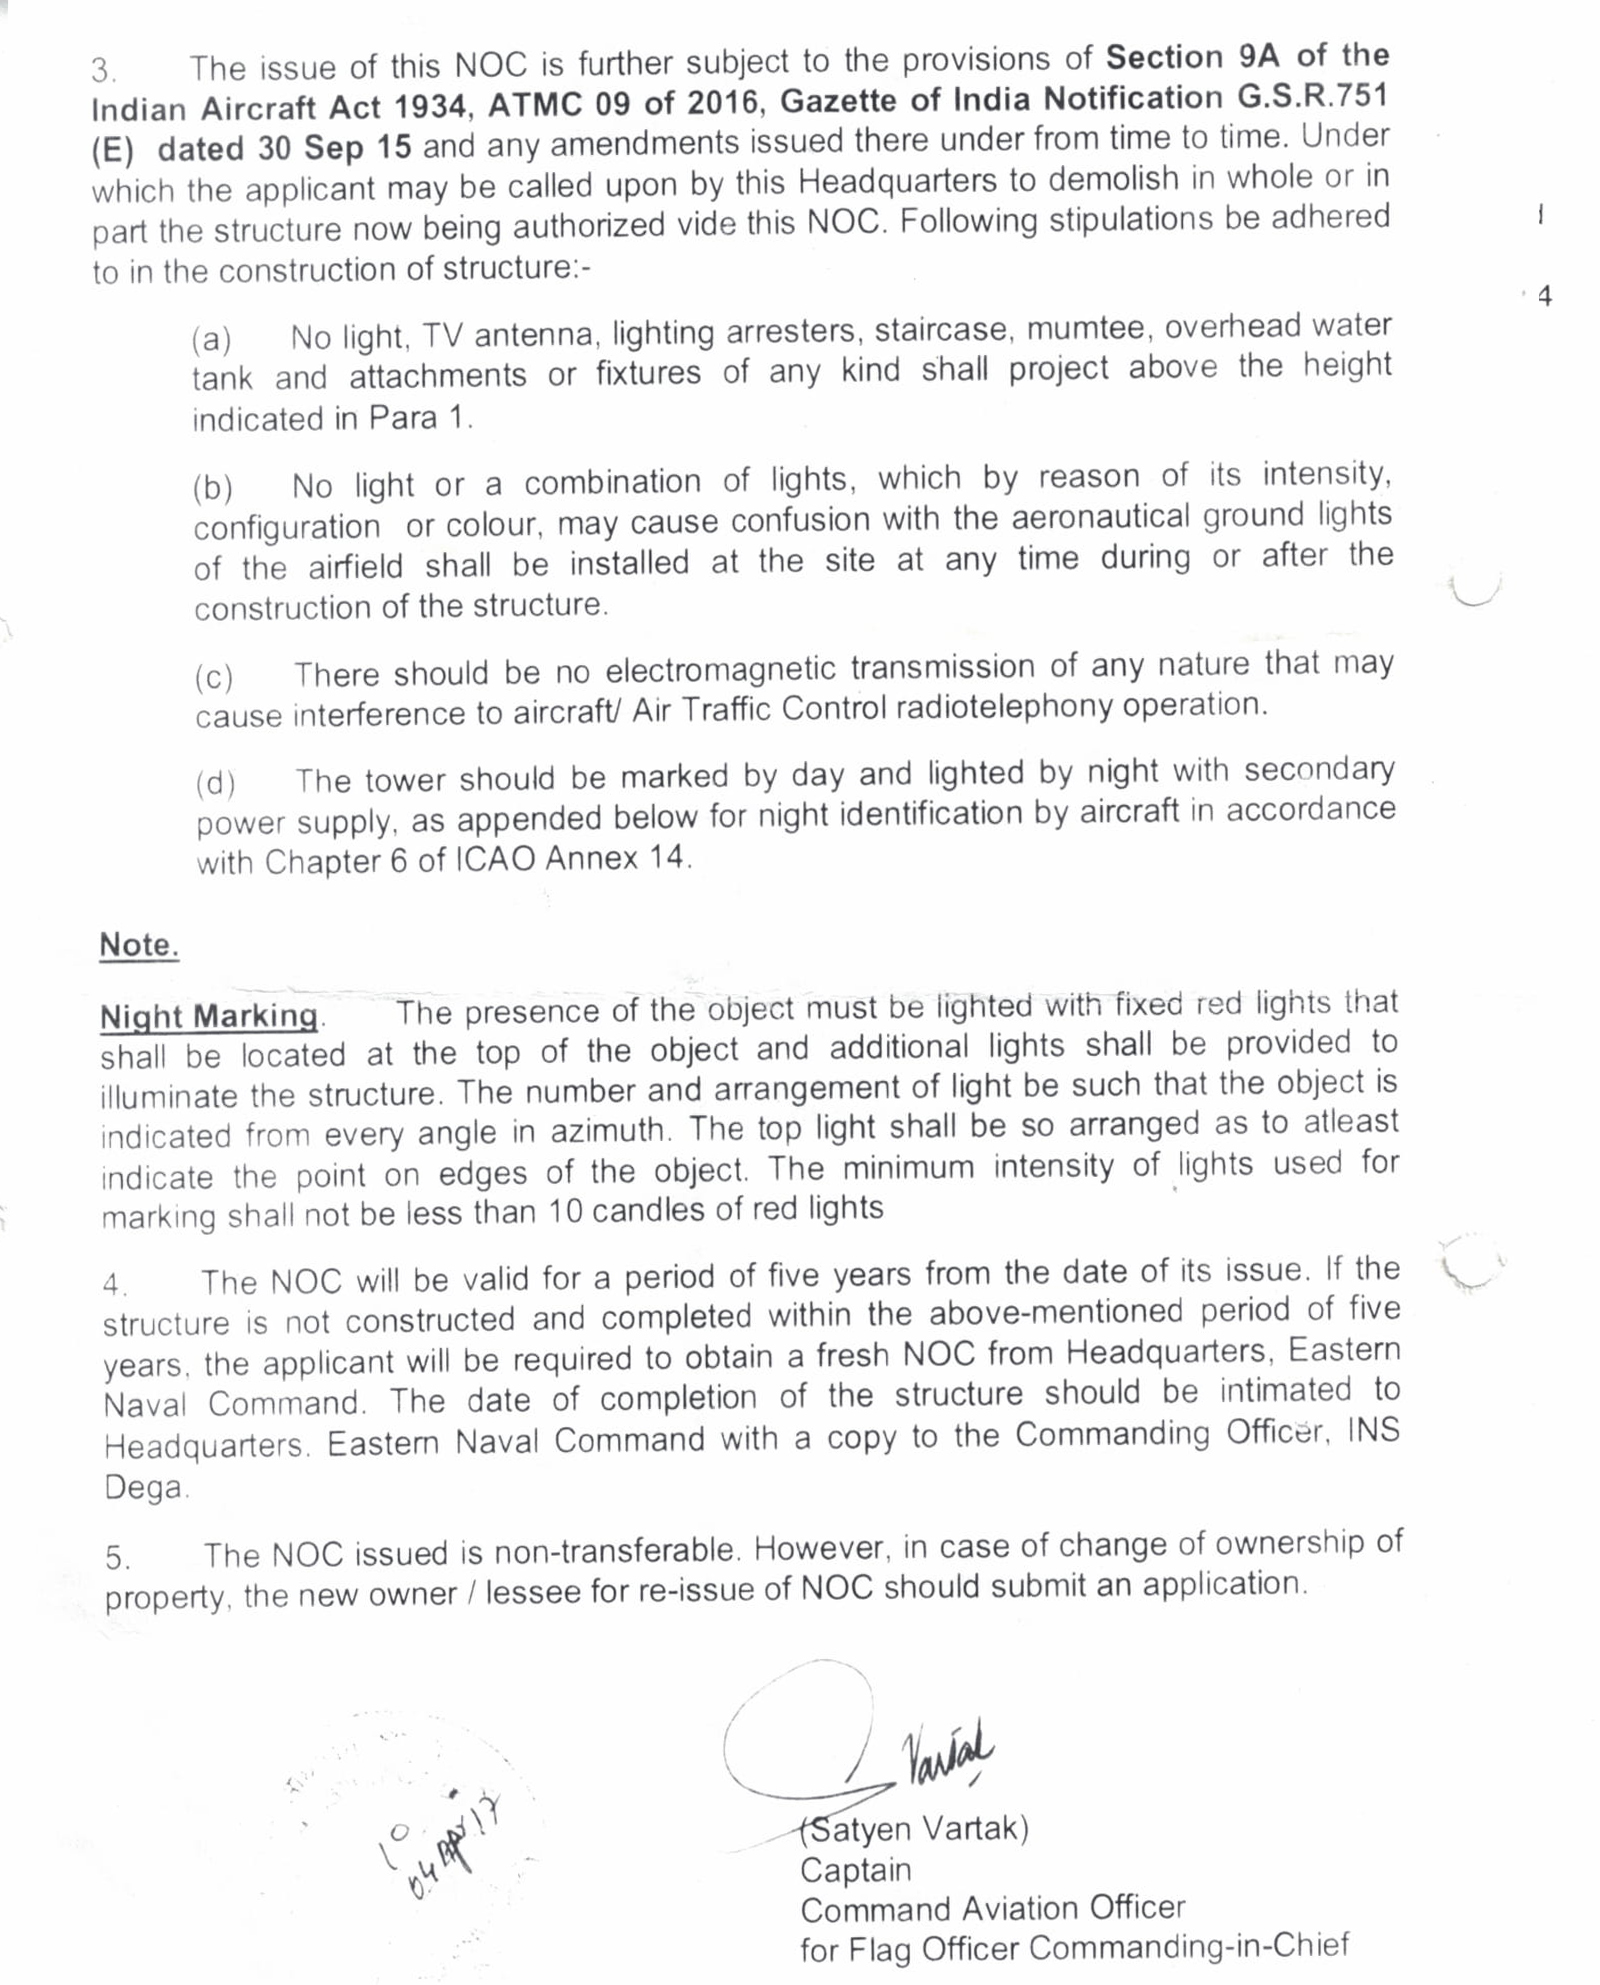 3. The issue of this NOC is further subject to the provisions of Section 9A of the
Indian Aircraft Act 1934, ATMC 09 of 2016, Gazette of India Notification G.S.R.751
(E) dated 30 Sep 15 and any amendments issued there under from time to time. Under
which the applicant may be called upon by this Headquarters to demolish in whole or in
part the structure now being authorized vide this NOC. Following stipulations be adhered
to in the construction of structure:-
1
4
(a) No light, TV antenna, lighting arresters, staircase, mumtee, overhead water
tank and attachments or fixtures of any kind shall project above the height
indicated in Para 1.
(b) No light or a combination of lights, which by reason of its intensity,
configuration or colour, may cause confusion with the aeronautical ground lights
of the airfield shall be installed at the site at any time during or after the
construction of the structure.
(c) There should be no electromagnetic transmission of any nature that may
cause interference to aircraft/ Air Traffic Control radiotelephony operation.
(d) The tower should be marked by day and lighted by night with secondary
power supply, as appended below for night identification by aircraft in accordance
with Chapter 6 of ICAO Annex 14.
Note.
Night Marking. The presence of the object must be lighted with fixed red lights that
shall be located at the top of the object and additional lights shall be provided to
illuminate the structure. The number and arrangement of light be such that the object is
indicated from every angle in azimuth. The top light shall be so arranged as to atleast
indicate the point on edges of the object. The minimum intensity of lights used for
marking shall not be less than 10 candles of red lights
4. The NOC will be valid for a period of five years from the date of its issue. If the
structure is not constructed and completed within the above-mentioned period of five
years, the applicant will be required to obtain a fresh NOC from Headquarters, Eastern
Naval Command. The date of completion of the structure should be intimated to
Headquarters. Eastern Naval Command with a copy to the Commanding Officer, INS
Dega.
5. The NOC issued is non-transferable. However, in case of change of ownership of
property, the new owner / lessee for re-issue of NOC should submit an application.
Vartak
10
04 Apr 17
(Satyen Vartak)
Captain
Command Aviation Officer
for Flag Officer Commanding-in-Chief